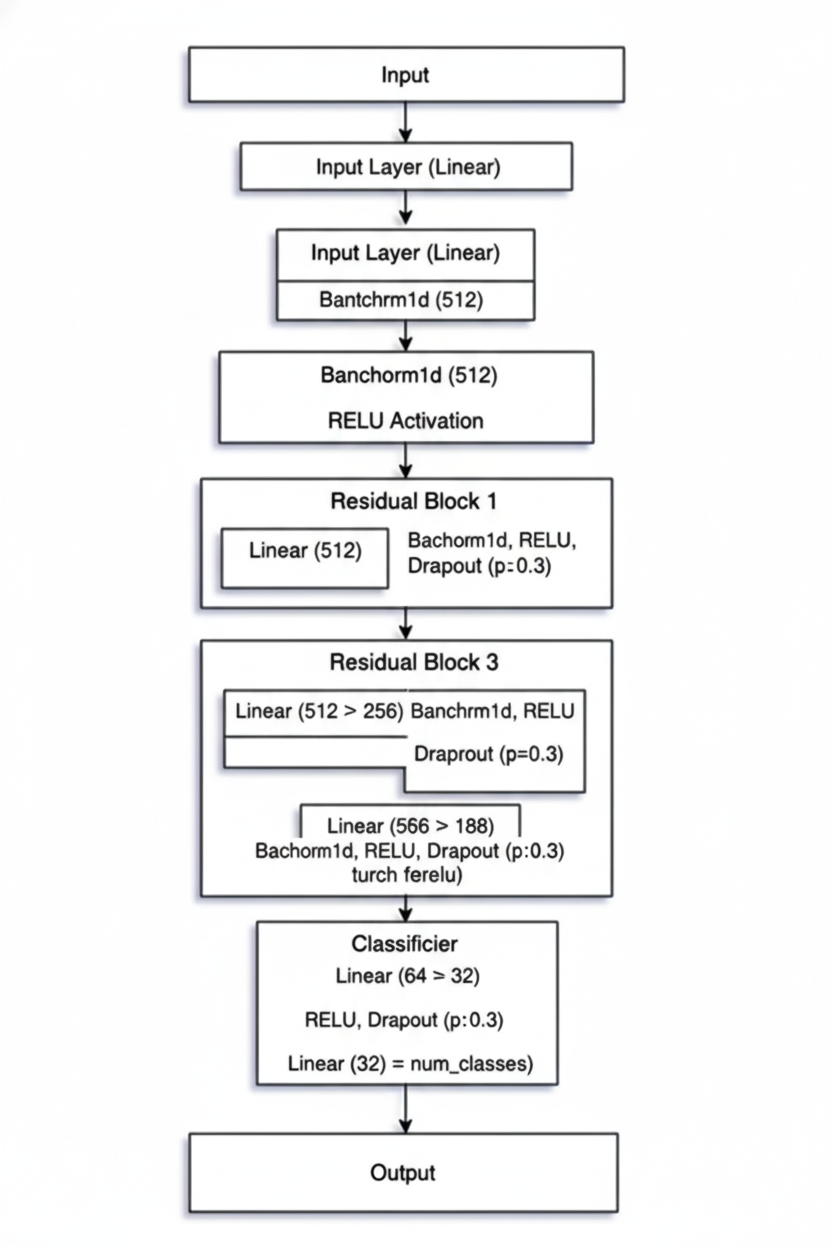 Input
Input Layer (Linear)
Input Layer (Linear)
Bantchrm1d (512)
Banchorm1d (512)
RELU Activation
Residual Block 1
Linear (512)
Bachorm1d, RELU,
Drapout (p:0.3)
Residual Block 3
Linear (512 > 256) Banchrm1d, RELU
Draprout (p=0.3)
Linear (566 > 188)
Bachorm1d, RELU, Drapout (p:0.3)
turch ferelu)
Classificier
Linear (64 > 32)
RELU, Drapout (p:0.3)
Linear (32) = num_classes)
Output